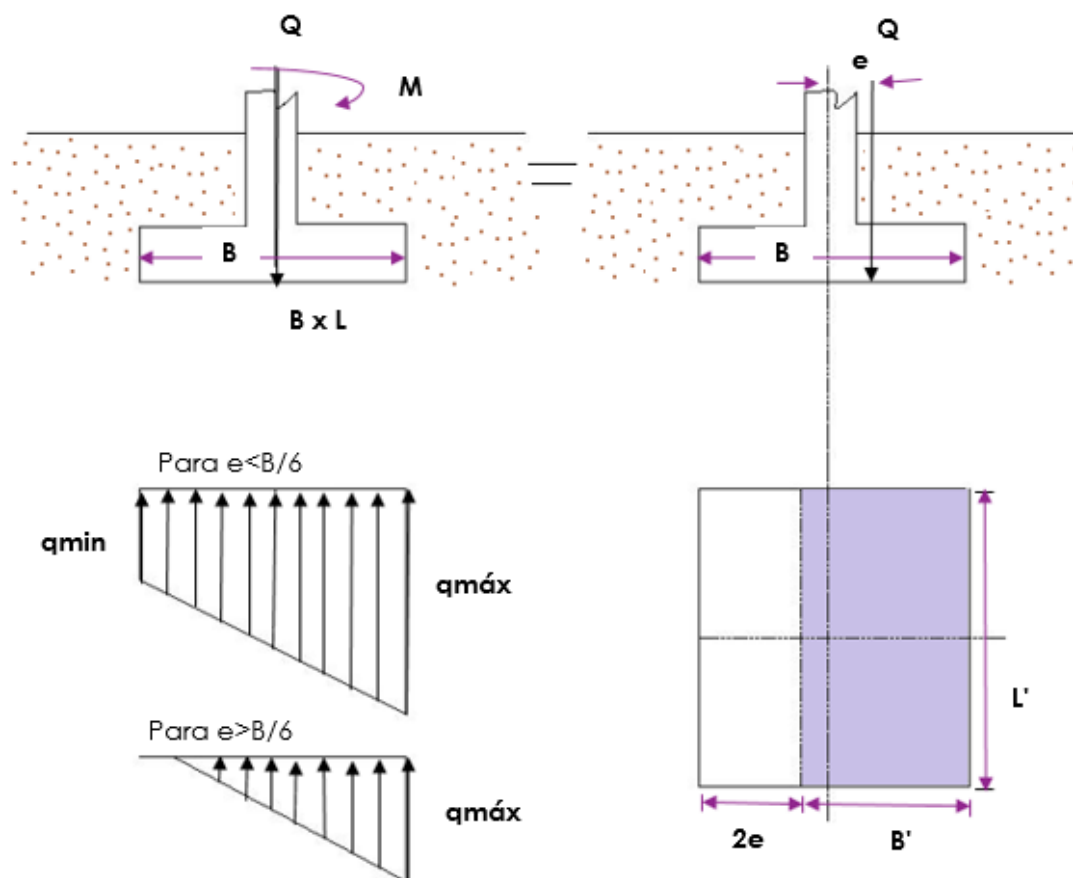 Q
M
B
B x L
Q
e
B
Para e<B/6
qmin
qmáx
Para e>B/6
qmáx
L'
2e
B'